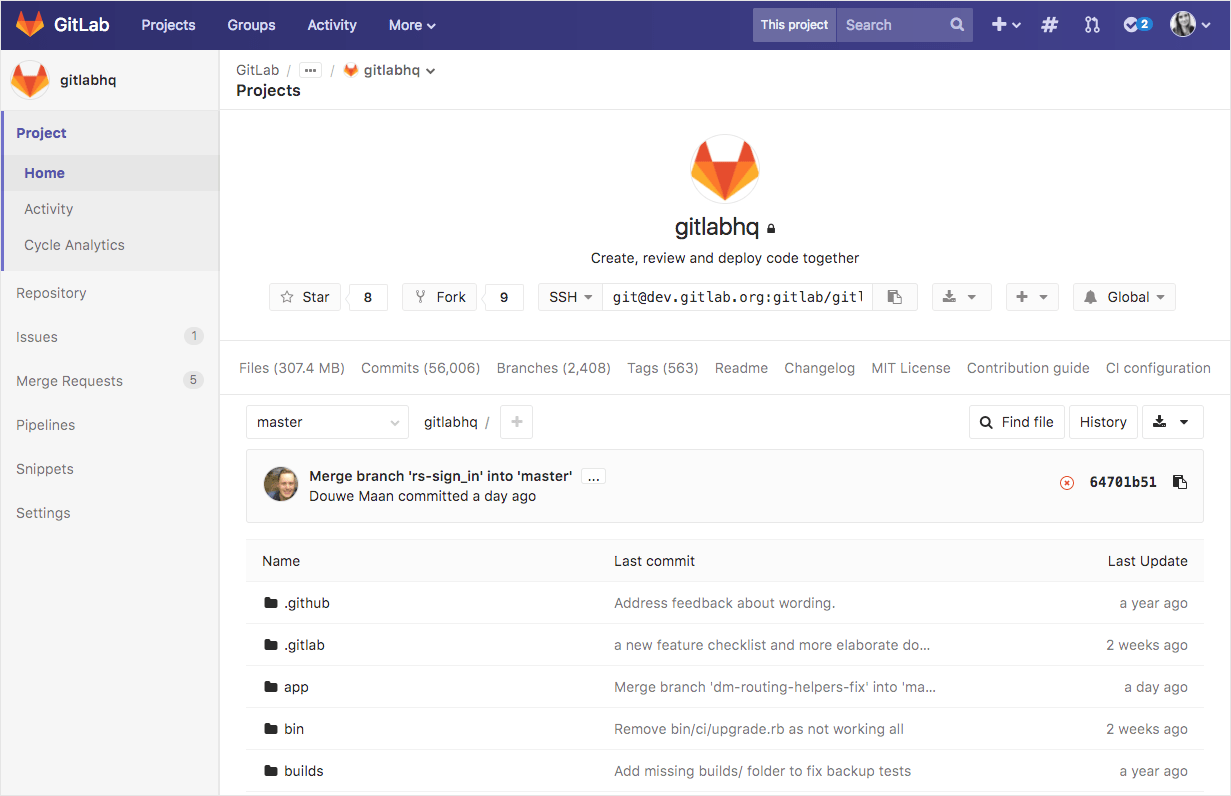 GitLab Projects Groups Activity More This project Search 2
gitlabhq
Project
Home
Activity
Cycle Analytics
Repository
Issues 1
Merge Requests 5
Pipelines
Snippets
Settings
GitLab / ... / gitlabhq
Projects
gitlabhq
Create, review and deploy code together
Star 8 Fork 9 SSH git@dev.gitlab.org:gitlab/gitl Global
Files (307.4 MB) Commits (56,006) Branches (2,408) Tags (563) Readme Changelog MIT License Contribution guide CI configuration
master gitlabhq / + Find file History
Merge branch 'rs-sign_in' into 'master' ...
Douwe Maan committed a day ago
64701b51
Name Last commit Last Update
.github Address feedback about wording. a year ago
.gitlab a new feature checklist and more elaborate do... 2 weeks ago
app Merge branch 'dm-routing-helpers-fix' into 'ma... a day ago
bin Remove bin/ci/upgrade.rb as not working all 2 weeks ago
builds Add missing builds/ folder to fix backup tests a year ago